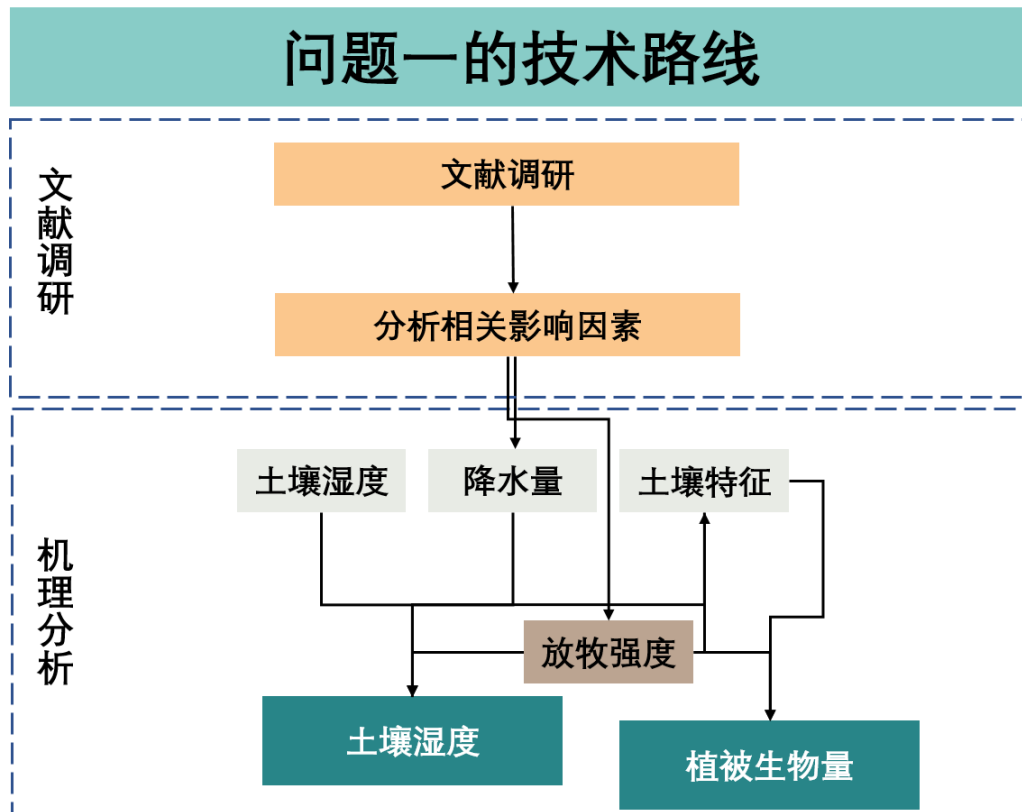 问题一的技术路线
文献调研
文献调研
分析相关影响因素
机理分析
土壤湿度
降水量
土壤特征
放牧强度
土壤湿度
植被生物量